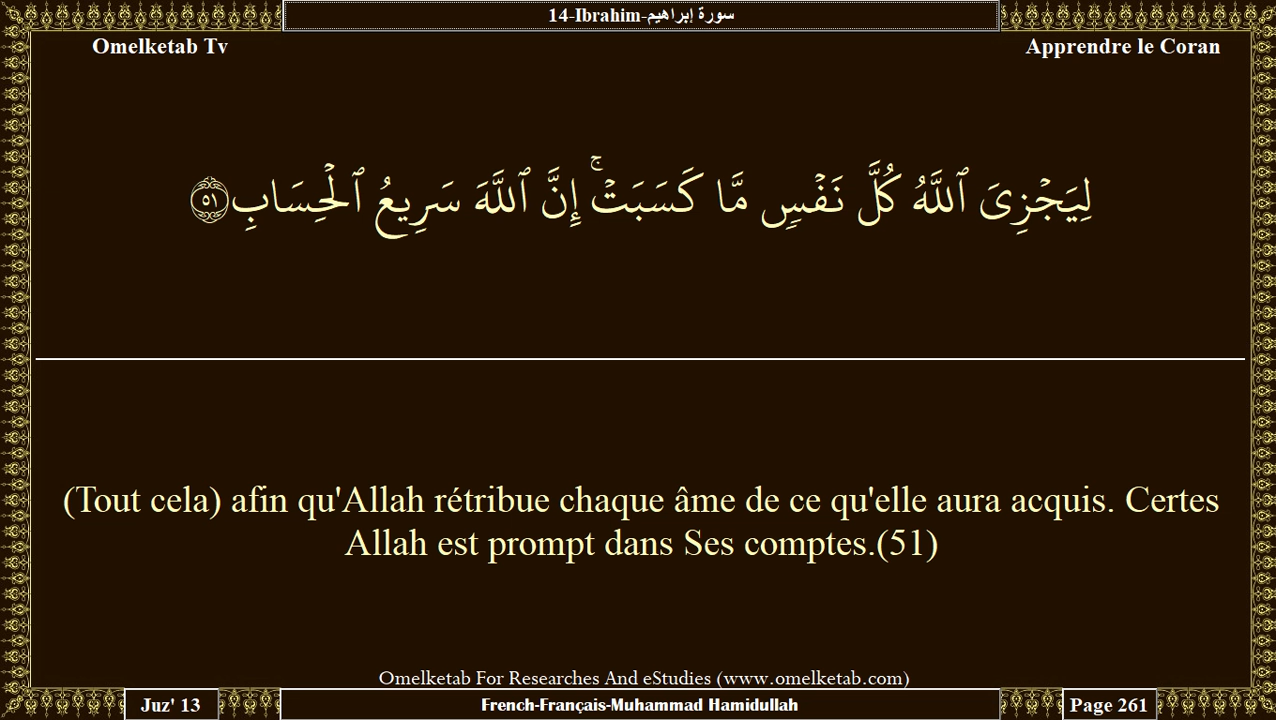 14-Ibrahim-سورة إبراهيم
Omelketab Tv
Apprendre le Coran
لِيَجۡزِىَ ٱللَّهُ كُلَّ نَفۡسٍ۬ مَّا كَسَبَتۡ‌ۚ إِنَّ ٱللَّهَ سَرِيعُ ٱلۡحِسَابِ ٥١
(Tout cela) afin qu'Allah rétribue chaque âme de ce qu'elle aura acquis. Certes
Allah est prompt dans Ses comptes.(51)
Omelketab For Researches And eStudies (www.omelketab.com)
Juz' 13
French-Français-Muhammad Hamidullah
Page 261